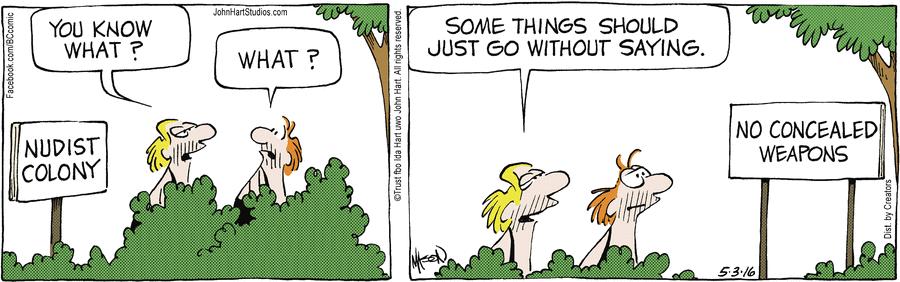 Facebook.com/BCcomic
YOU KNOW
WHAT ?
JohnHartStudios.com
WHAT ?
NUDIST
COLONY
©Trust fbo Ida Hart uwo John Hart. All rights reserved.
SOME THINGS SHOULD
JUST GO WITHOUT SAYING.
NO CONCEALED
WEAPONS
MASON
5·3·16
Dist. by Creators